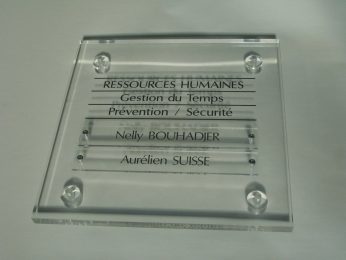 RESSOURCES HUMAINES
Gestion du Temps
Prévention / Sécurité
Nelly BOUHADJER
Aurélien SUISSE